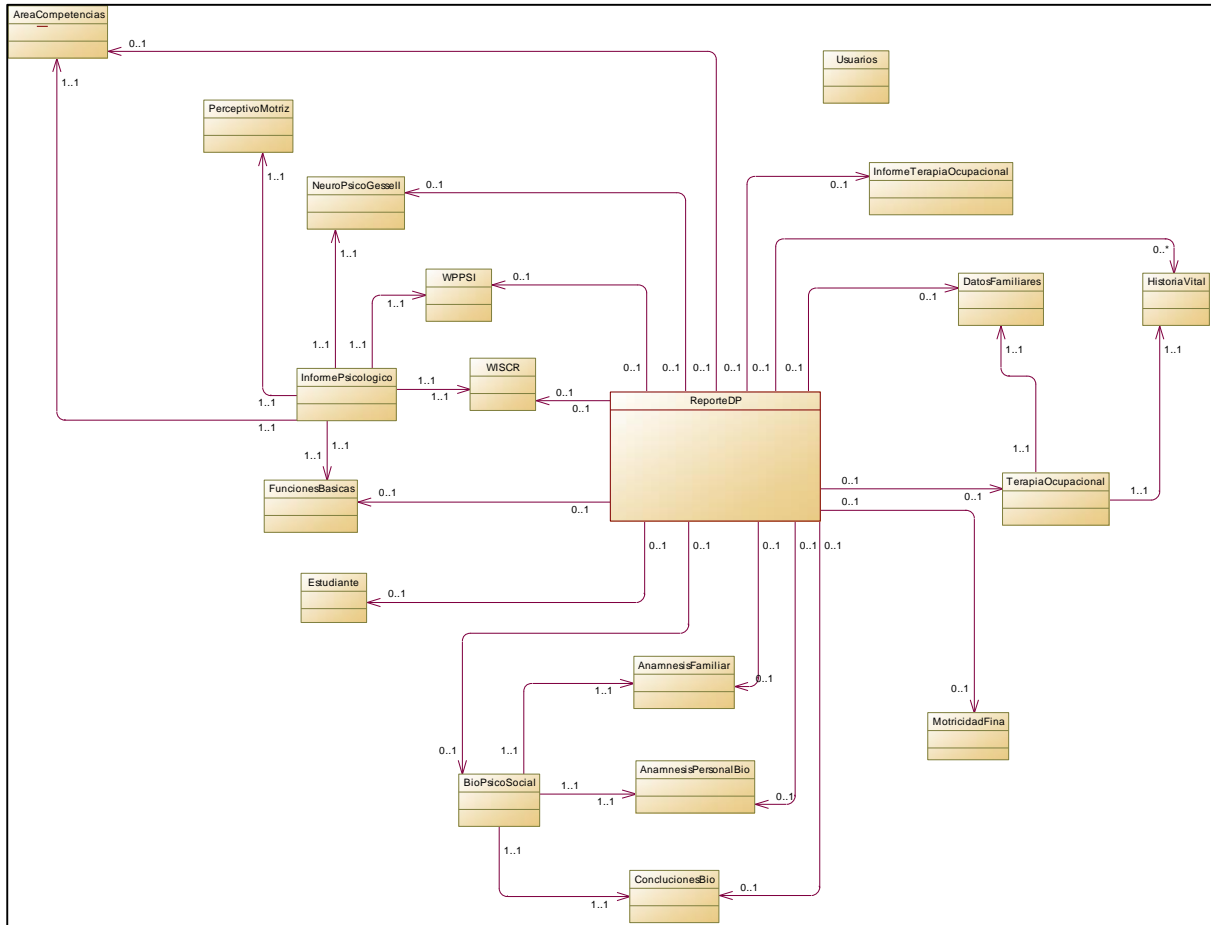 AreaCompetencias
0..1
1..1
Usuarios
PerceptivoMotriz
1..1
InformeTerapiaOcupacional
0..1
NeuroPsicoGessell
0..1
1..1
0..*
WPPSI
0..1
1..1
DatosFamiliares
0..1
HistoriaVital
1..1
1..1
1..1
1..1
WISCR
InformePsicologico
1..1
1..1
1..1
1..1
0..1
0..1
0..1
0..1
0..1
0..1
0..1
0..1
ReporteDP
1..1
1..1
FuncionesBasicas
0..1
0..1
0..1
0..1
1..1
TerapiaOcupacional
1..1
0..1
0..1
0..1
0..1
0..1
0..1
Estudiante
0..1
AnamnesisFamiliar
1..1
0..1
0..1
MotricidadFina
0..1
1..1
BioPsicoSocial
1..1
AnamnesisPersonalBio
1..1
0..1
1..1
ConclucionesBio
0..1
1..1